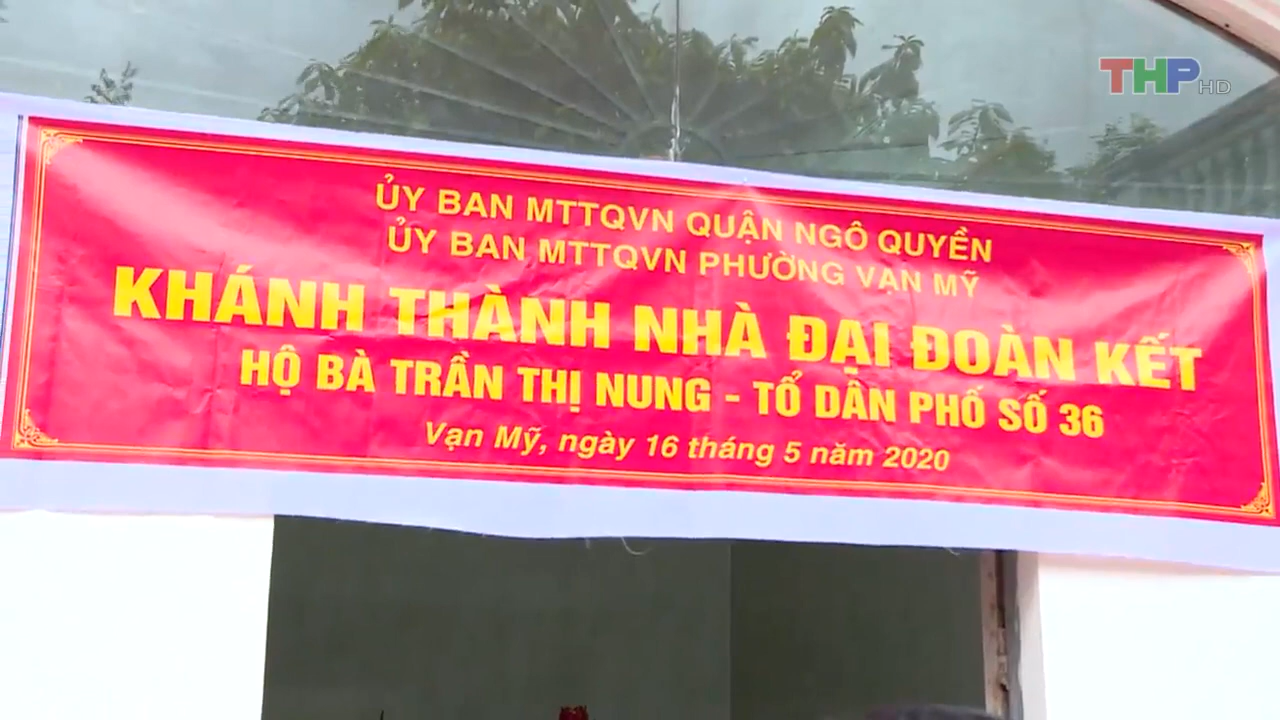 THP HD
ỦY BAN MTTQVN QUẬN NGÔ QUYỀN
ỦY BAN MTTQVN PHƯỜNG VẠN MỸ
KHÁNH THÀNH NHÀ ĐẠI ĐOÀN KẾT
HỘ BÀ TRẦN THỊ NUNG - TỔ DÂN PHỐ SỐ 36
Vạn Mỹ, ngày 16 tháng 5 năm 2020